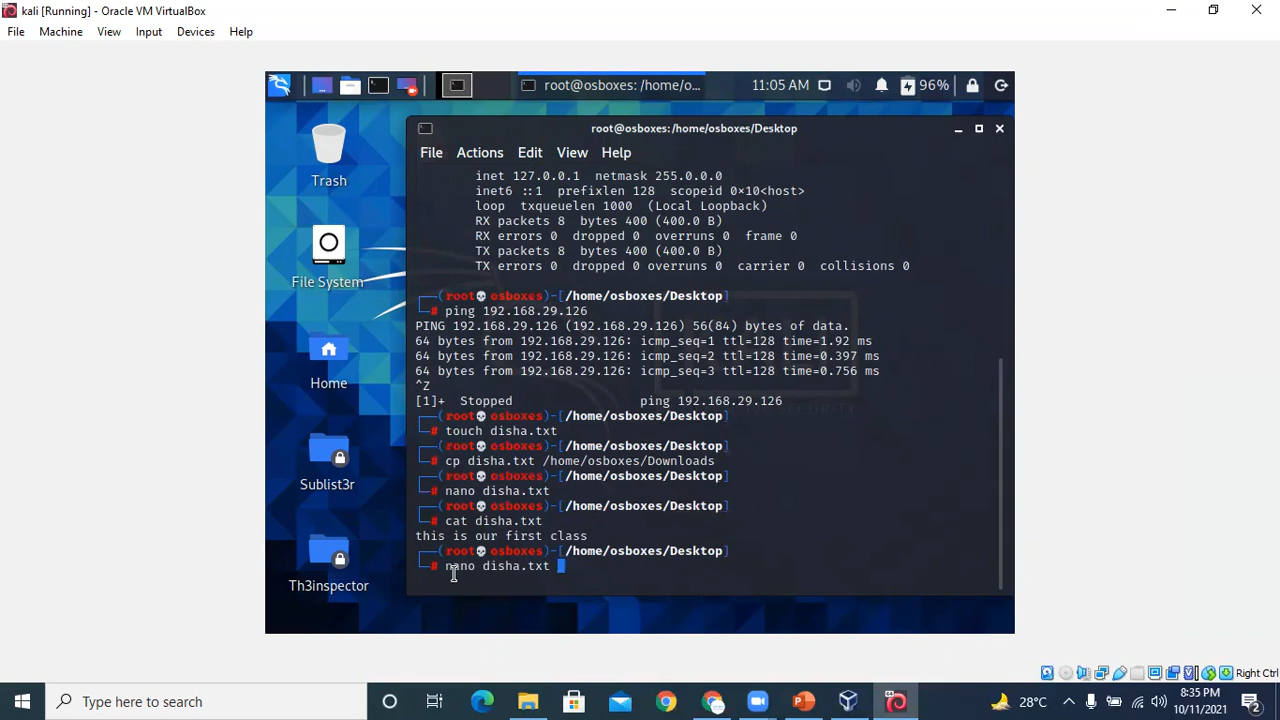 kali [Running] - Oracle VM VirtualBox
File Machine View Input Devices Help
root@osboxes: /home/o...
11:05 AM
96%
root@osboxes:/home/osboxes/Desktop
File Actions Edit View Help
Trash
File System
Home
Sublist3r
Th3inspector
inet 127.0.0.1 netmask 255.0.0.0
inet6 ::1 prefixlen 128 scopeid 0×10<host>
loop txqueuelen 1000 (Local Loopback)
RX packets 8 bytes 400 (400.0 B)
RX errors 0 dropped 0 overruns 0 frame 0
TX packets 8 bytes 400 (400.0 B)
TX errors 0 dropped 0 overruns 0 carrier 0 collisions 0
┌──(root💀osboxes)-[/home/osboxes/Desktop]
└─# ping 192.168.29.126
PING 192.168.29.126 (192.168.29.126) 56(84) bytes of data.
64 bytes from 192.168.29.126: icmp_seq=1 ttl=128 time=1.92 ms
64 bytes from 192.168.29.126: icmp_seq=2 ttl=128 time=0.397 ms
64 bytes from 192.168.29.126: icmp_seq=3 ttl=128 time=0.756 ms
^Z
[1]+ Stopped ping 192.168.29.126
┌──(root💀osboxes)-[/home/osboxes/Desktop]
└─# touch disha.txt
┌──(root💀osboxes)-[/home/osboxes/Desktop]
└─# cp disha.txt /home/osboxes/Downloads
┌──(root💀osboxes)-[/home/osboxes/Desktop]
└─# nano disha.txt
┌──(root💀osboxes)-[/home/osboxes/Desktop]
└─# cat disha.txt
this is our first class
┌──(root💀osboxes)-[/home/osboxes/Desktop]
└─# nano disha.txt
Right Ctrl
Type here to search
28°C
8:35 PM
10/11/2021
2